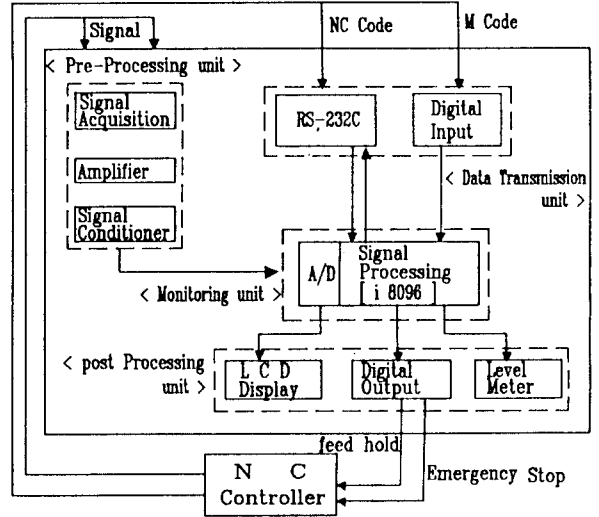 Signal
NC Code
M Code
< Pre-Processing unit >
Signal
Acquisition
Amplifier
Signal
Conditioner
RS-232C
Digital
Input
< Data Transmission
unit >
A/D
Signal
Processing
[ i 8096 ]
< Monitoring unit >
< post Processing
unit >
L C D
Display
Digital
Output
Level
Meter
feed hold
Emergency Stop
N C
Controller